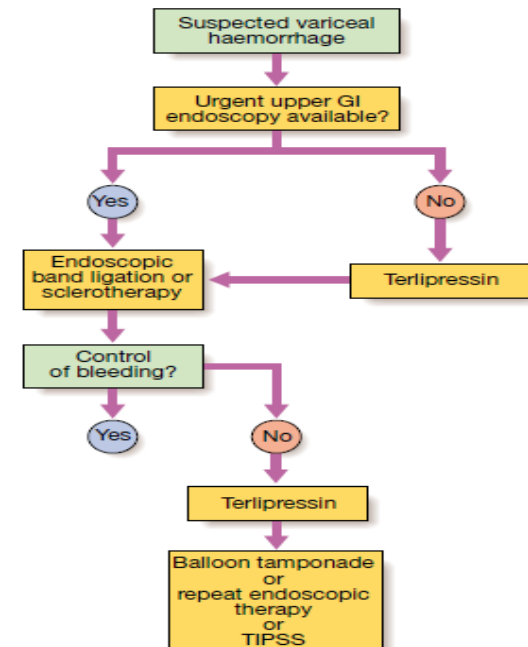 Suspected variceal
haemorrhage
Urgent upper GI
endoscopy available?
Yes
No
Endoscopic
band ligation or
sclerotherapy
Terlipressin
Control
of bleeding?
Yes
No
Terlipressin
Balloon tamponade
or
repeat endoscopic
therapy
or
TIPSS